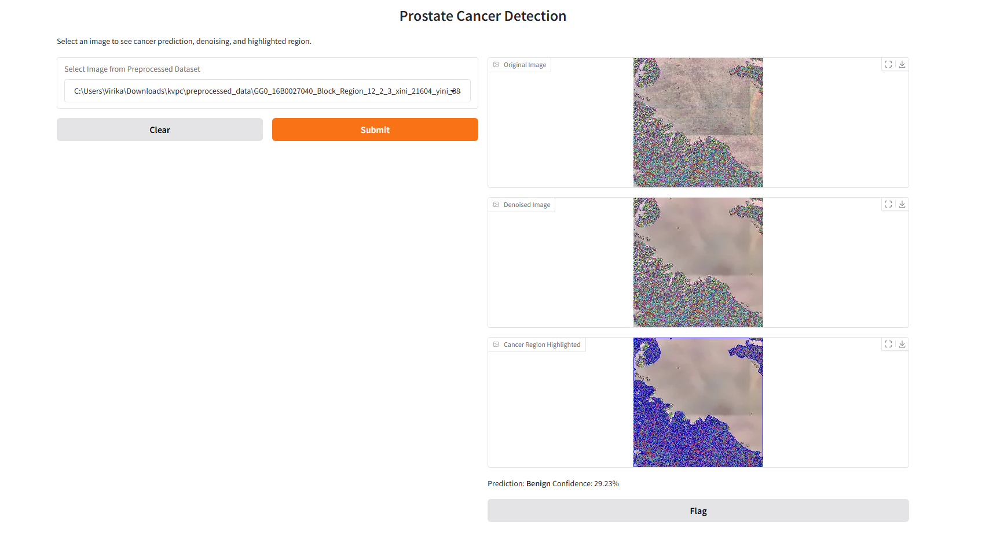 Prostate Cancer Detection
Select an image to see cancer prediction, denoising, and highlighted region.
Select Image from Preprocessed Dataset
C:\Users\Virika\Downloads\kvpc\preprocessed_data\GG0_16B0027040_Block_Region_12_2_3_xini_21604_yini_88
Clear
Submit
Original Image
Denoised Image
Cancer Region Highlighted
Prediction: Benign Confidence: 29.23%
Flag